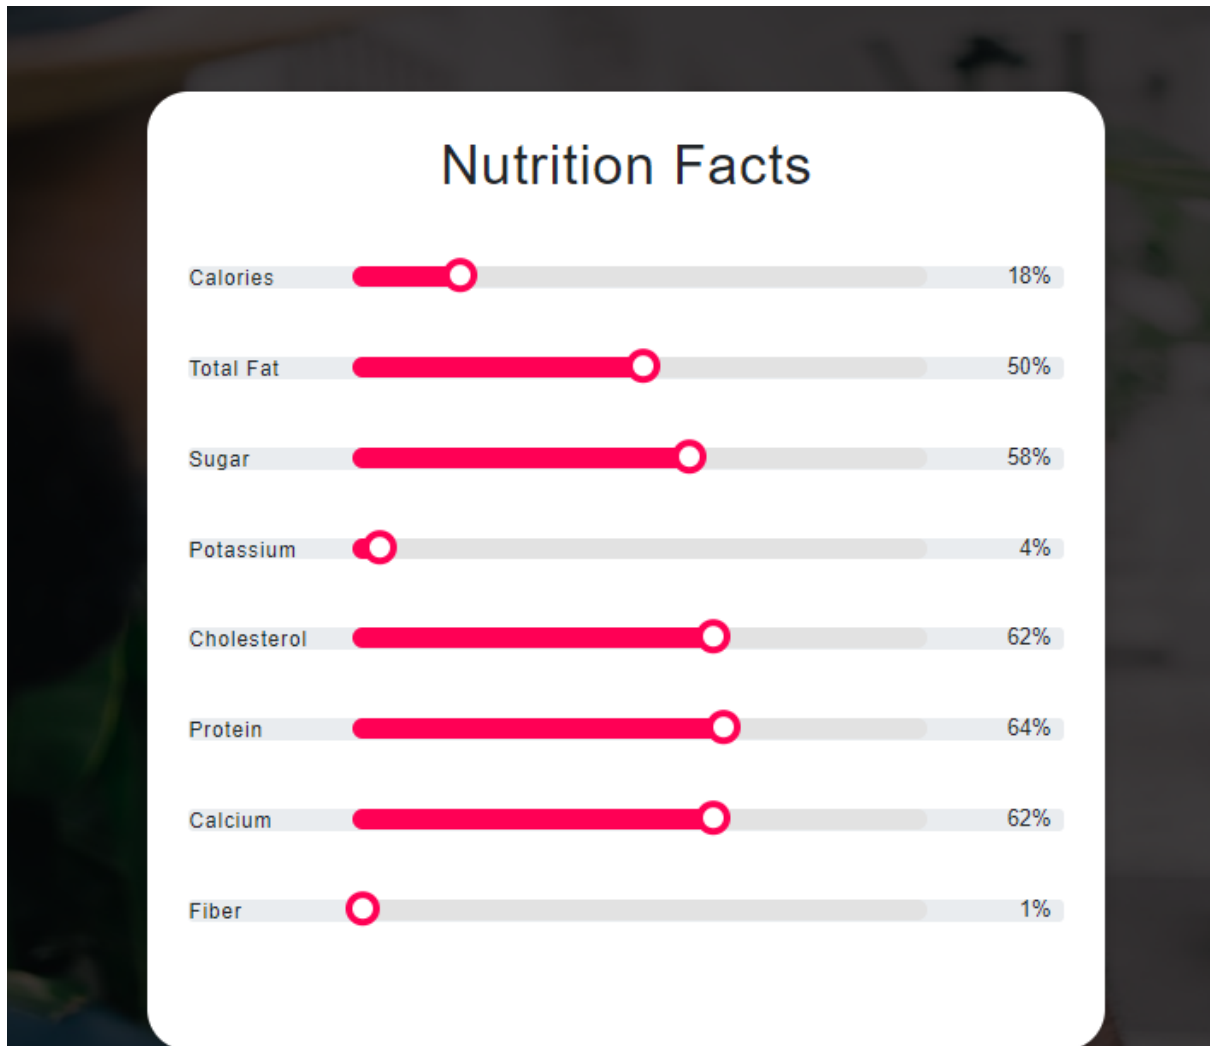 Nutrition Facts
Calories 18%
Total Fat 50%
Sugar 58%
Potassium 4%
Cholesterol 62%
Protein 64%
Calcium 62%
Fiber 1%